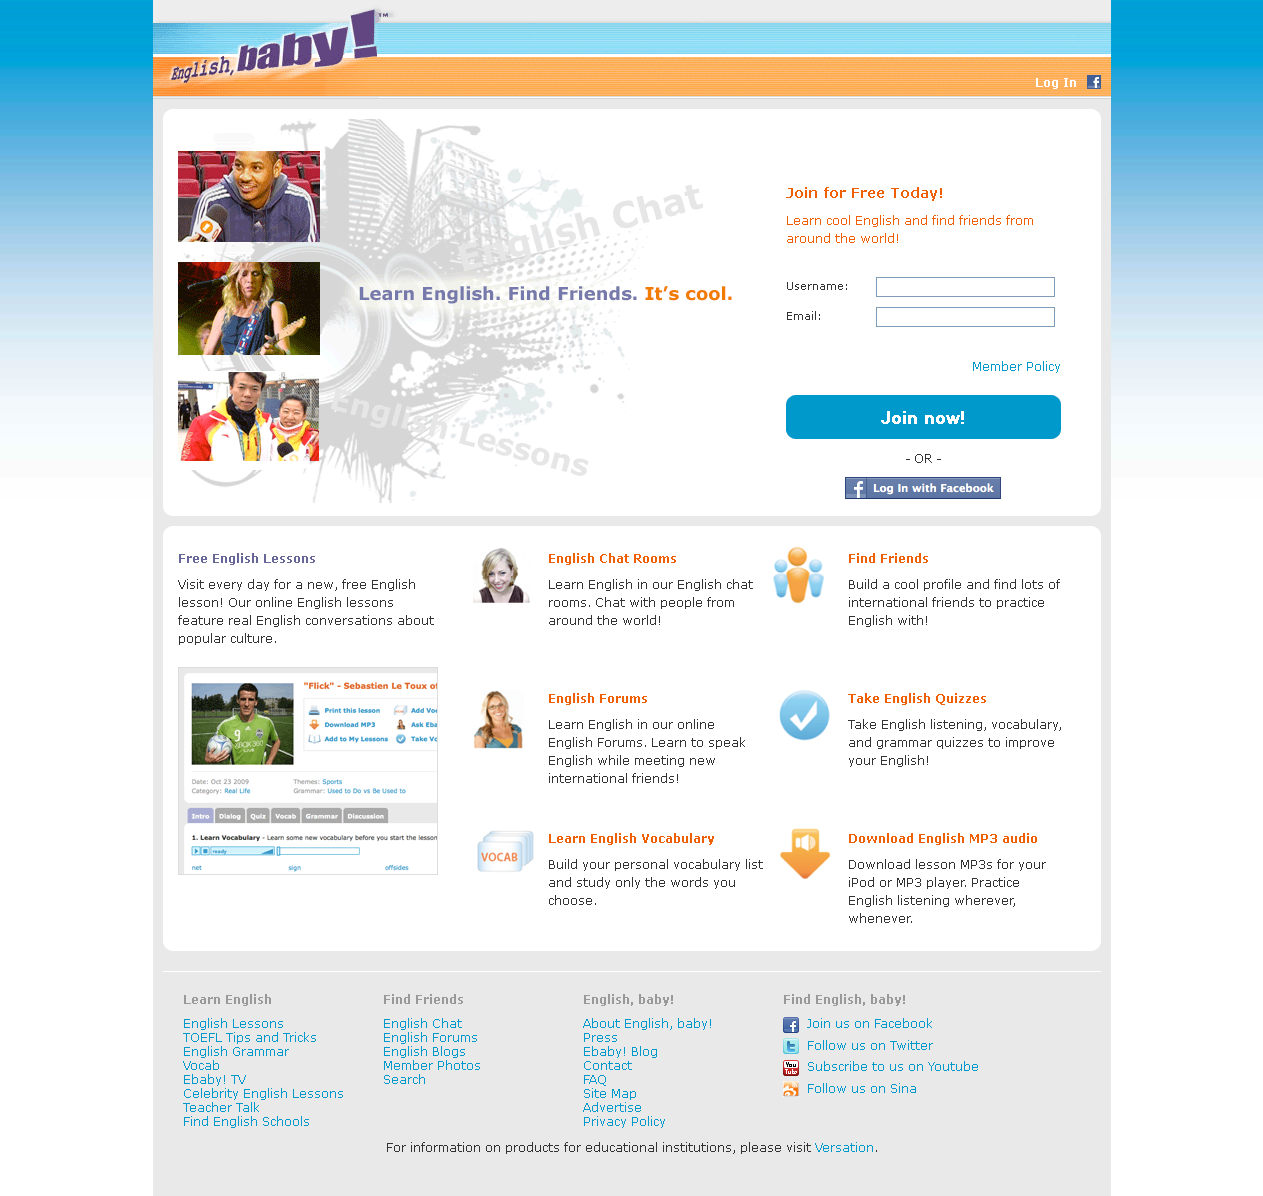 English, baby!™
Log In
English Chat
Learn English. Find Friends. It's cool.
English Lessons
Join for Free Today!
Learn cool English and find friends from
around the world!
Username:
Email:
Member Policy
Join now!
- OR -
Log In with Facebook
Free English Lessons
Visit every day for a new, free English
lesson! Our online English lessons
feature real English conversations about
popular culture.
"Flick" - Sebastien Le Toux of
Print this lesson
Add Vo
Download MP3
Ask Eba
Add to My Lessons
Take Vo
Date: Oct 23 2009
Themes: Sports
Category: Real Life
Grammar: Used to Do vs Be Used to
Intro Dialog Quiz Vocab Grammar Discussion
1. Learn Vocabulary - Learn some new vocabulary before you start the lesson
ready
net sign offsides
English Chat Rooms
Learn English in our English chat
rooms. Chat with people from
around the world!
Find Friends
Build a cool profile and find lots of
international friends to practice
English with!
English Forums
Learn English in our online
English Forums. Learn to speak
English while meeting new
international friends!
Take English Quizzes
Take English listening, vocabulary,
and grammar quizzes to improve
your English!
VOCAB
Learn English Vocabulary
Build your personal vocabulary list
and study only the words you
choose.
Download English MP3 audio
Download lesson MP3s for your
iPod or MP3 player. Practice
English listening wherever,
whenever.
Learn English
English Lessons
TOEFL Tips and Tricks
English Grammar
Vocab
Ebaby! TV
Celebrity English Lessons
Teacher Talk
Find English Schools
Find Friends
English Chat
English Forums
English Blogs
Member Photos
Search
English, baby!
About English, baby!
Press
Ebaby! Blog
Contact
FAQ
Site Map
Advertise
Privacy Policy
Find English, baby!
Join us on Facebook
Follow us on Twitter
Subscribe to us on Youtube
Follow us on Sina
For information on products for educational institutions, please visit Versation.